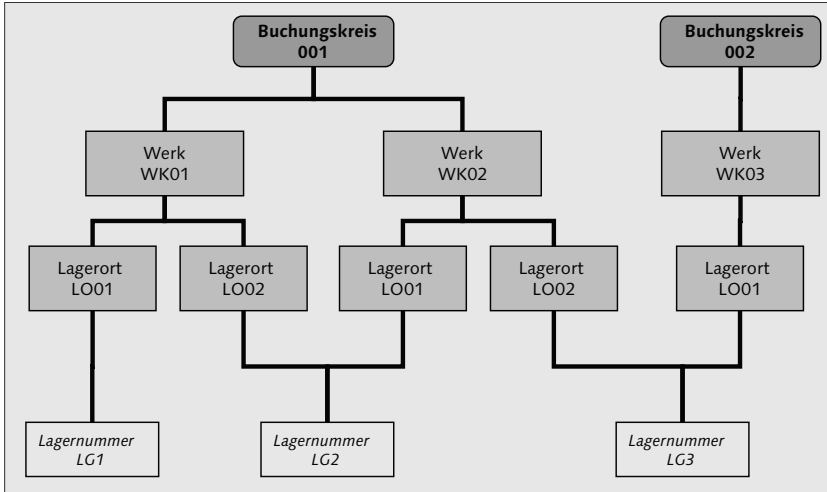 Buchungskreis
001
Buchungskreis
002
Werk
WK01
Werk
WK02
Werk
WK03
Lagerort
LO01
Lagerort
LO02
Lagerort
LO01
Lagerort
LO02
Lagerort
LO01
Lagernummer
LG1
Lagernummer
LG2
Lagernummer
LG3